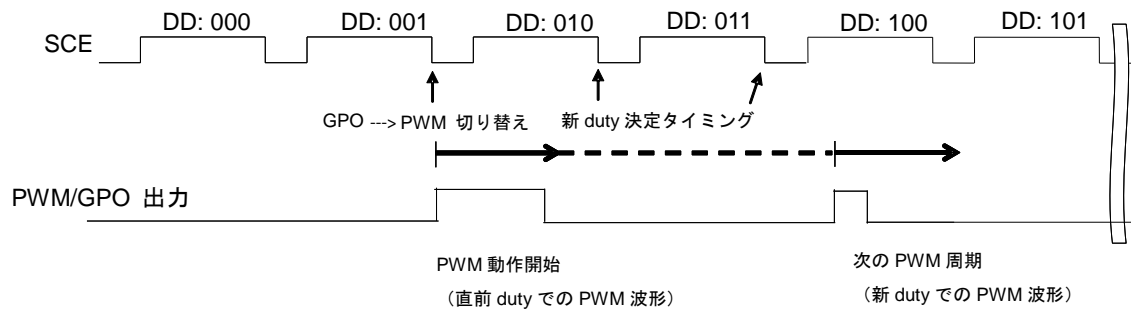 DD: 000 DD: 001 DD: 010 DD: 011 DD: 100 DD: 101
SCE
GPO ---> PWM 切り替え 新 duty 決定タイミング
PWM/GPO 出力
PWM 動作開始 次の PWM 周期
（直前 duty での PWM 波形） （新 duty での PWM 波形）